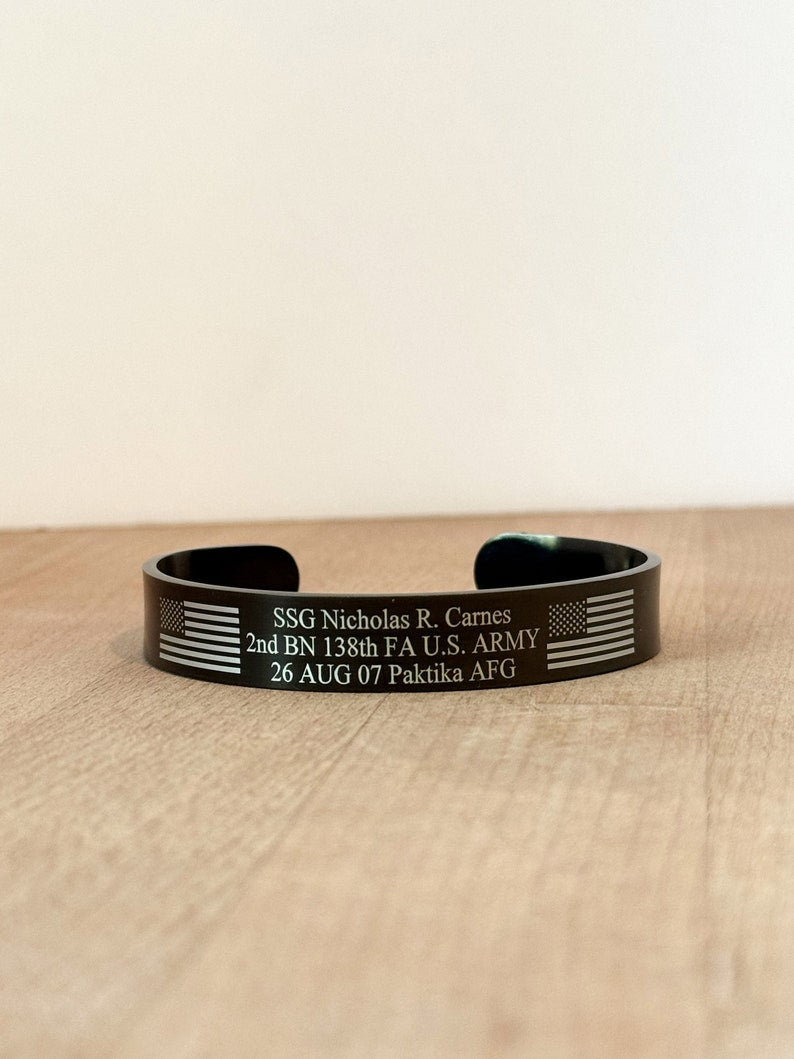 SSG Nicholas R. Carnes
2nd BN 138th FA U.S. ARMY
26 AUG 07 Paktika AFG